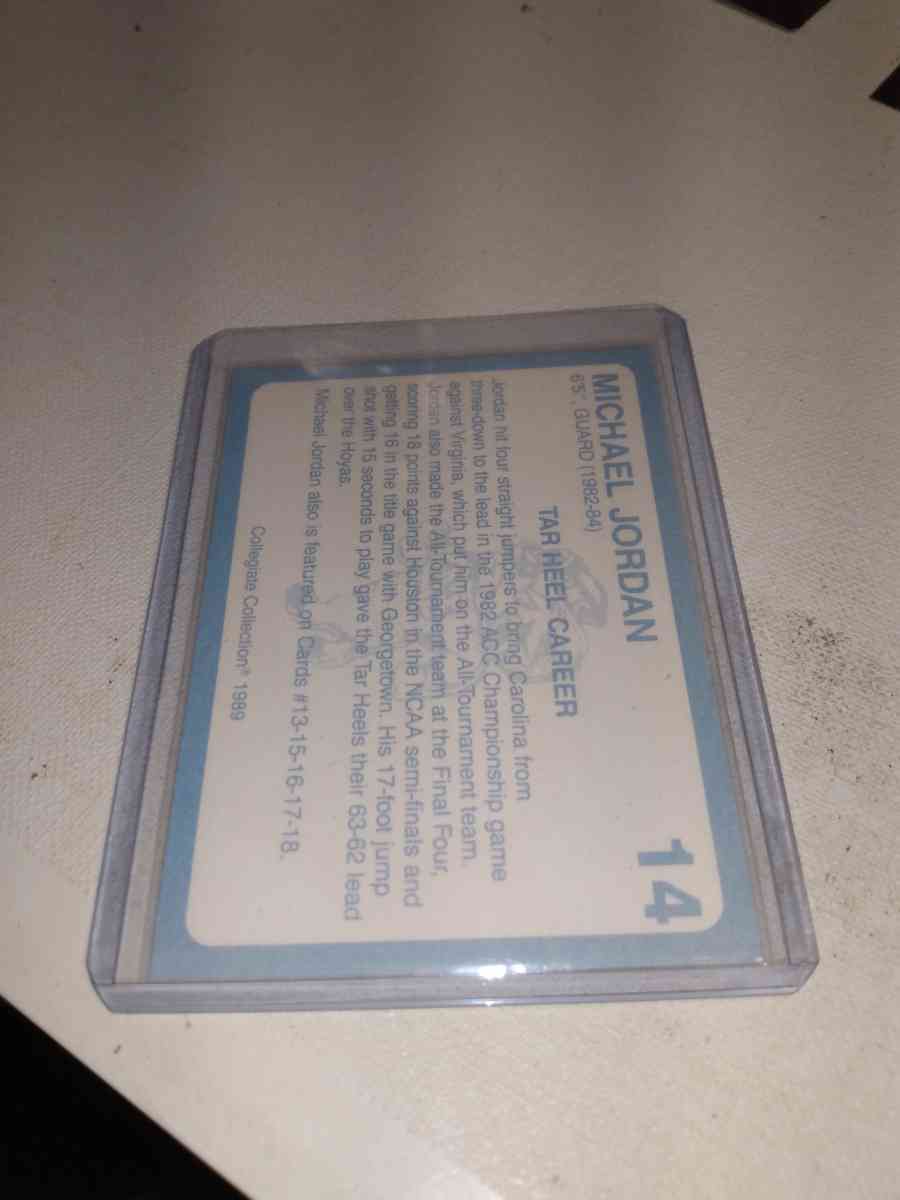 MICHAEL JORDAN
14
6'5", GUARD (1982-84)
TAR HEEL CAREER
Jordan hit four straight jumpers to bring Carolina from
three-down to the lead in the 1982 ACC Championship game
against Virginia, which put him on the All-Tournament team.
Jordan also made the All-Tournament team at the Final Four,
scoring 18 points against Houston in the NCAA semi-finals and
getting 16 in the title game with Georgetown. His 17-foot jump
shot with 15 seconds to play gave the Tar Heels their 63-62 lead
over the Hoyas.
Michael Jordan also is featured on Cards #13-15-16-17-18.
Collegiate Collection® 1989